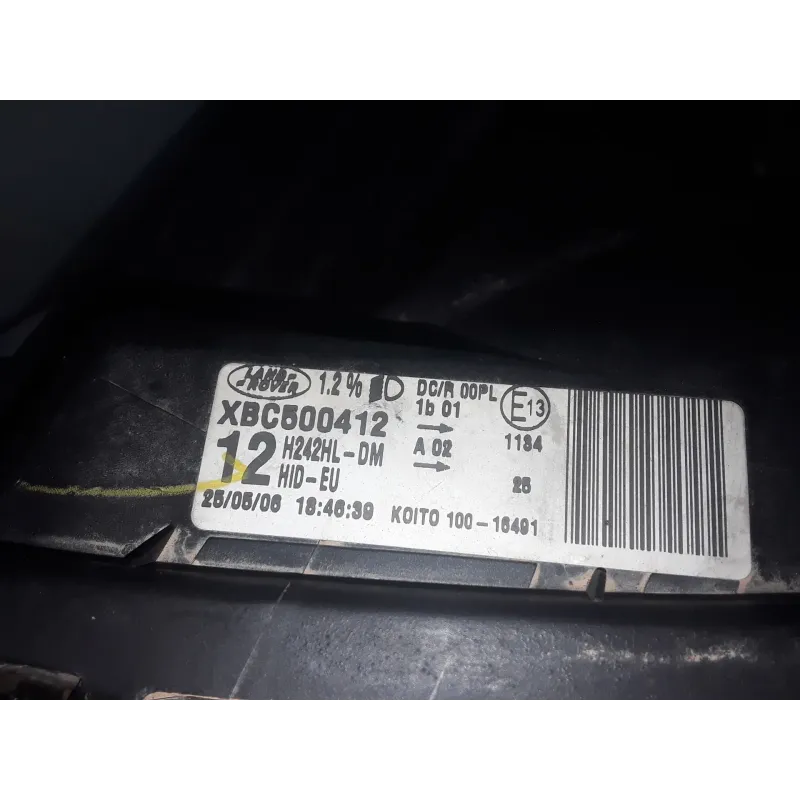 LAND ROVER 1.2% DC/R 00PL E13
XBC500412 1b 01
12 H242HL-DM A 02 1134
HID-EU 25
25/05/06 18:46:39 KOITO 100-16491